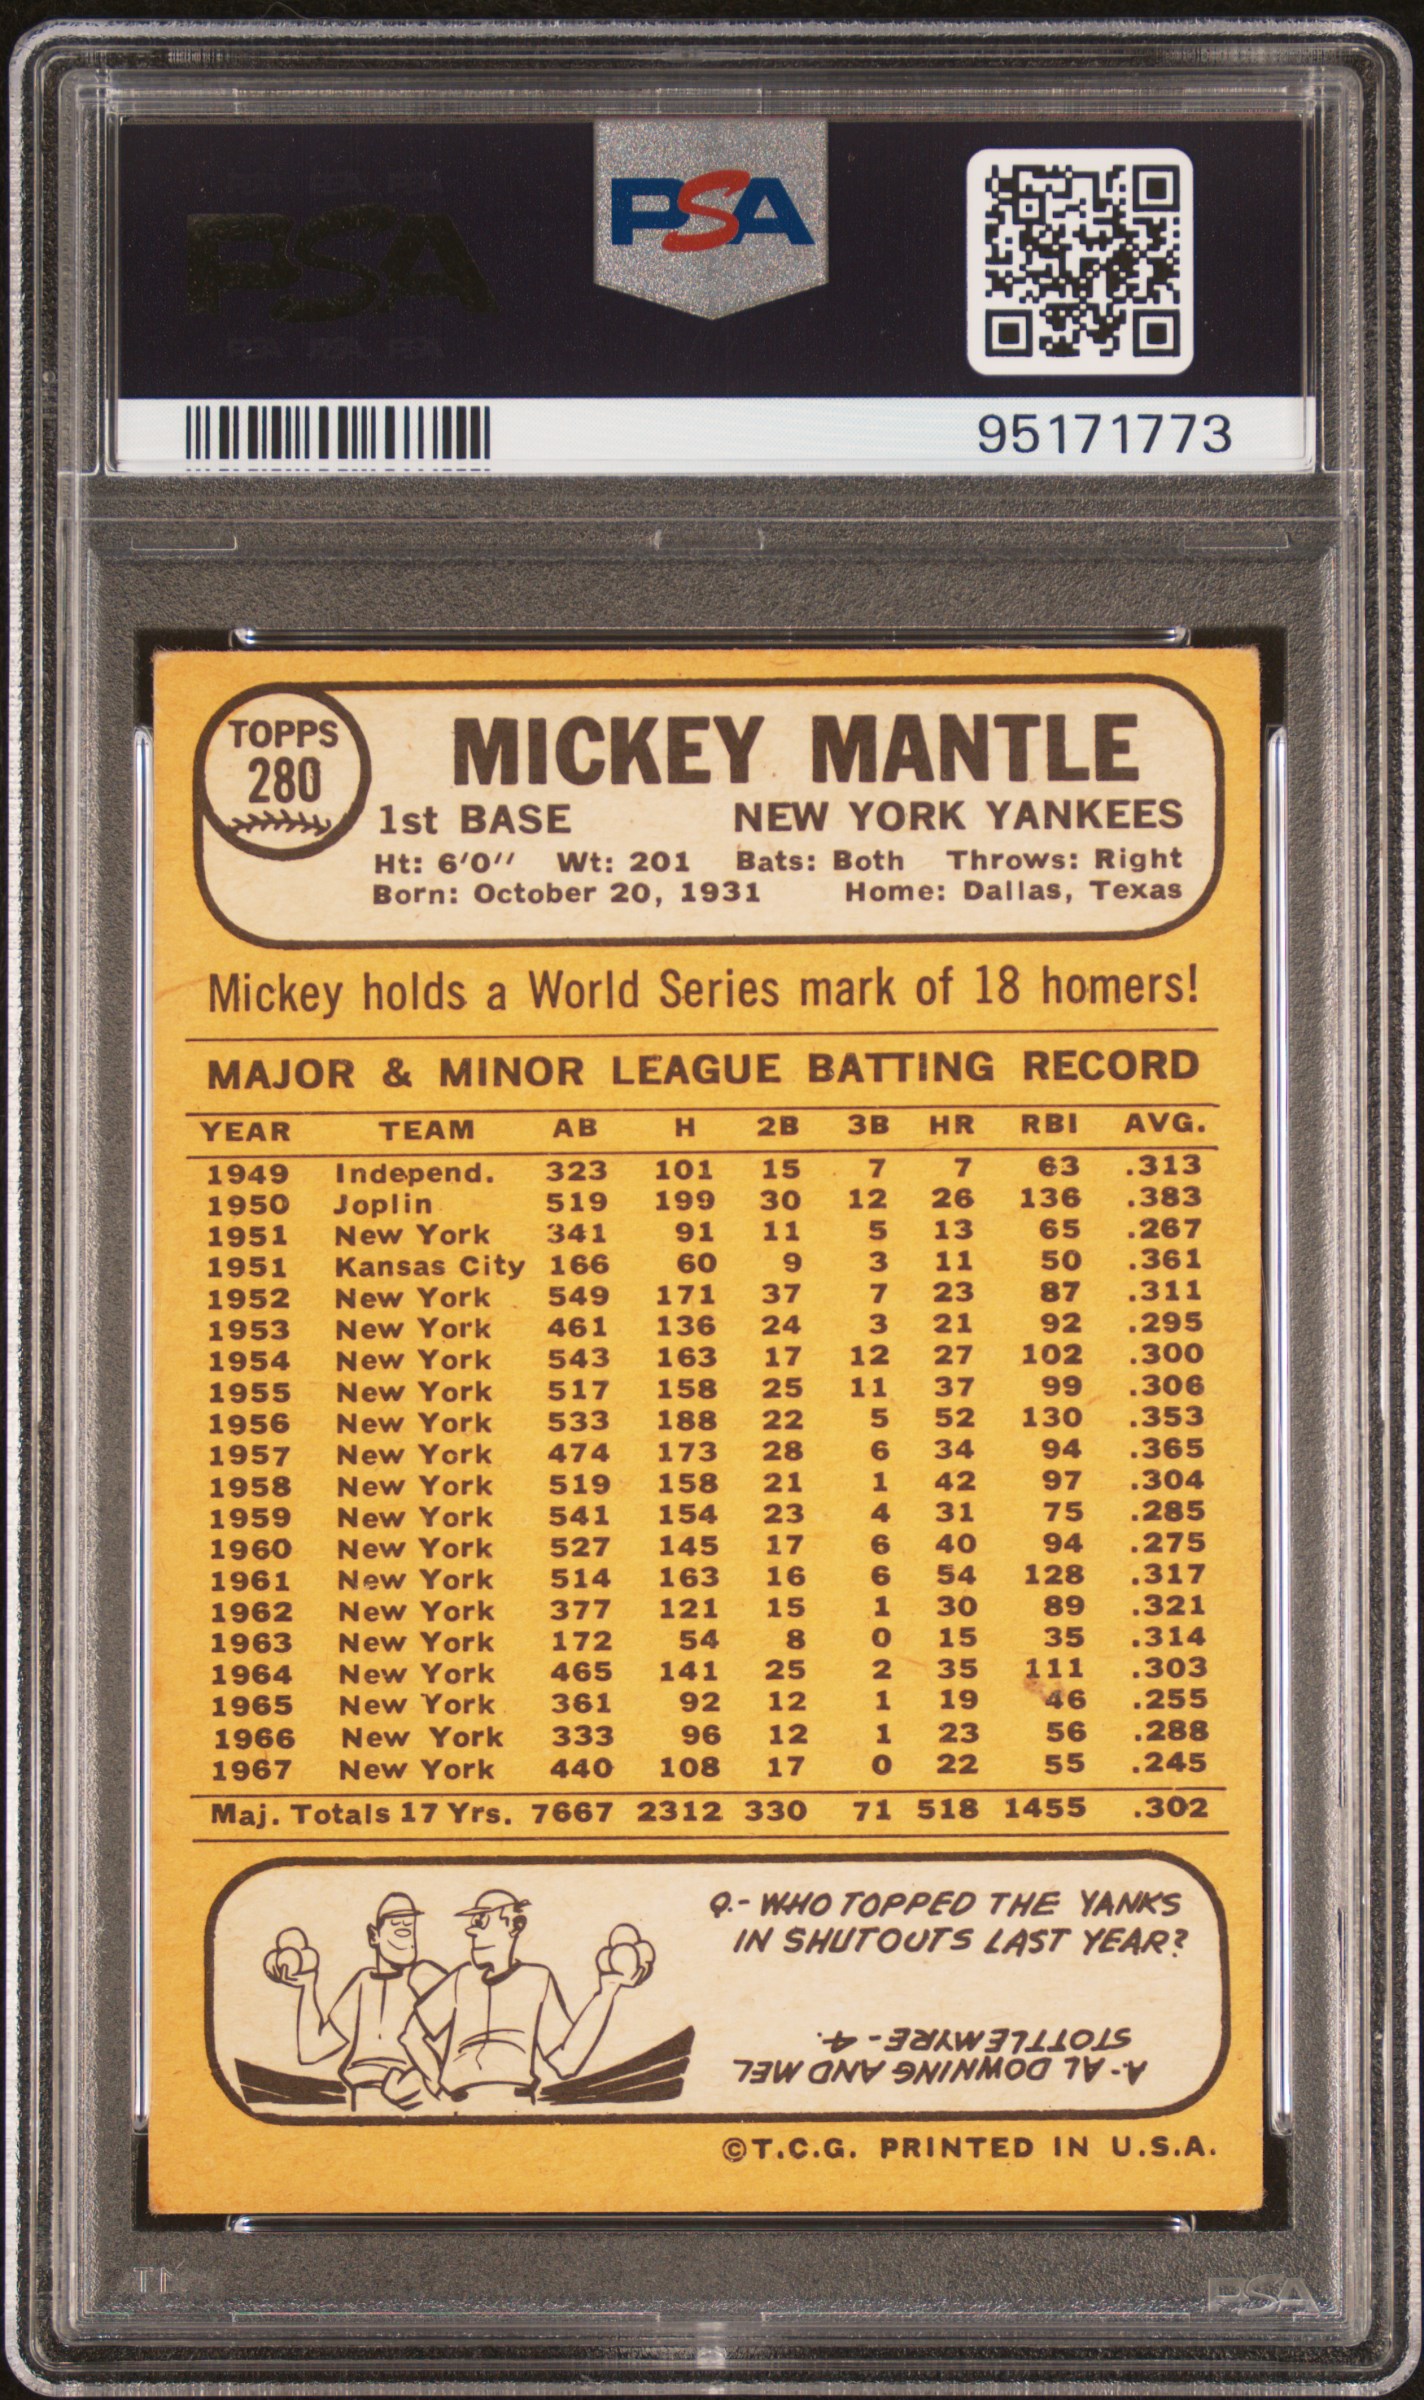 PSA PSA PSA
PSA
PSA PSA PSA
PSA
95171773
TOPPS
280
MICKEY MANTLE
1st BASE NEW YORK YANKEES
Ht: 6'0" Wt: 201 Bats: Both Throws: Right
Born: October 20, 1931 Home: Dallas, Texas
Mickey holds a World Series mark of 18 homers!
MAJOR & MINOR LEAGUE BATTING RECORD
YEAR TEAM AB H 2B 3B HR RBI AVG.
1949 Independ. 323 101 15 7 7 63 .313
1950 Joplin 519 199 30 12 26 136 .383
1951 New York 341 91 11 5 13 65 .267
1951 Kansas City 166 60 9 3 11 50 .361
1952 New York 549 171 37 7 23 87 .311
1953 New York 461 136 24 3 21 92 .295
1954 New York 543 163 17 12 27 102 .300
1955 New York 517 158 25 11 37 99 .306
1956 New York 533 188 22 5 52 130 .353
1957 New York 474 173 28 6 34 94 .365
1958 New York 519 158 21 1 42 97 .304
1959 New York 541 154 23 4 31 75 .285
1960 New York 527 145 17 6 40 94 .275
1961 New York 514 163 16 6 54 128 .317
1962 New York 377 121 15 1 30 89 .321
1963 New York 172 54 8 0 15 35 .314
1964 New York 465 141 25 2 35 111 .303
1965 New York 361 92 12 1 19 46 .255
1966 New York 333 96 12 1 23 56 .288
1967 New York 440 108 17 0 22 55 .245
Maj. Totals 17 Yrs. 7667 2312 330 71 518 1455 .302
Q.- WHO TOPPED THE YANKS
IN SHUTOUTS LAST YEAR?
A.- AL DOWNING AND MEL
STOTTLEMYRE - 4.
©T.C.G. PRINTED IN U.S.A.
PSA